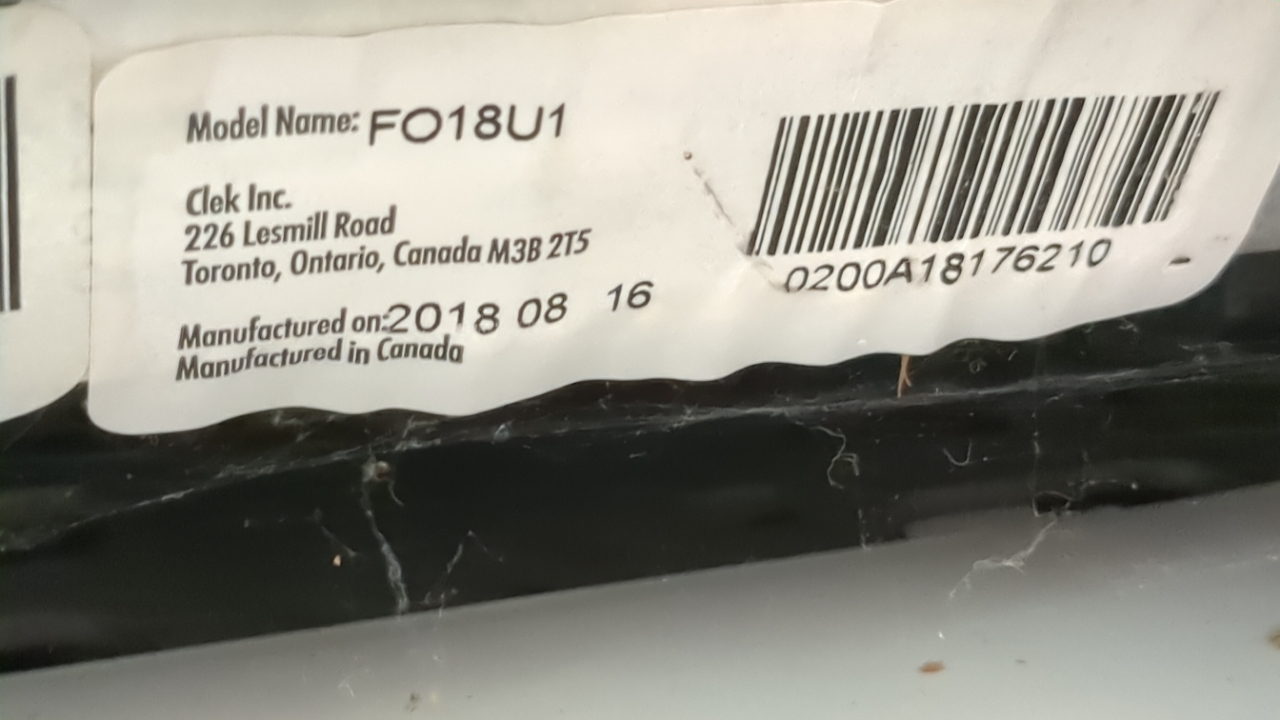 Model Name: FO18U1
Clek Inc.
226 Lesmill Road
Toronto, Ontario, Canada M3B 2T5
Manufactured on:2018 08 16
Manufactured in Canada
0200A18176210